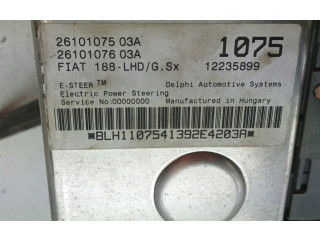 26101075 03A 1075
26101076 03A
FIAT 188-LHD/G.Sx 12235899
E-STEER™ Delphi Automotive Systems
Electric Power Steering
Service No:00000000 Manufactured in Hungary
*BLH1107541392E4203A*